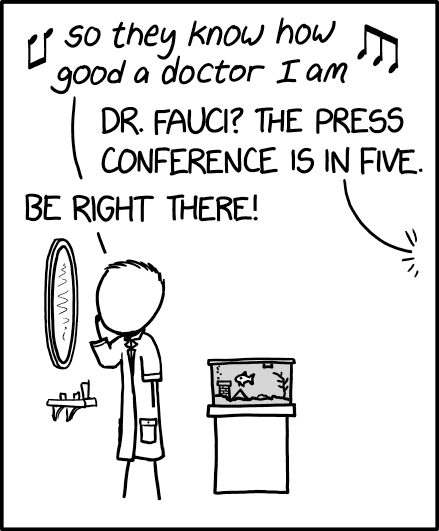 so they know how
good a doctor I am
DR. FAUCI? THE PRESS
CONFERENCE IS IN FIVE.
BE RIGHT THERE!